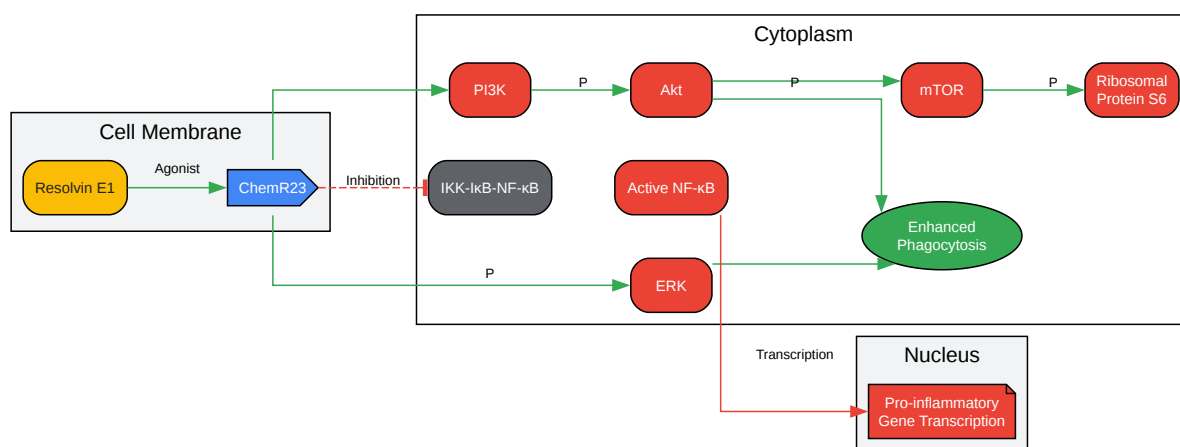 Cytoplasm
PI3K
P
Akt
P
mTOR
P
Ribosomal
Protein S6
Cell Membrane
Resolvin E1
Agonist
ChemR23
Inhibition
IKK-IκB-NF-κB
Active NF-κB
Enhanced
Phagocytosis
P
ERK
Transcription
Nucleus
Pro-inflammatory
Gene Transcription